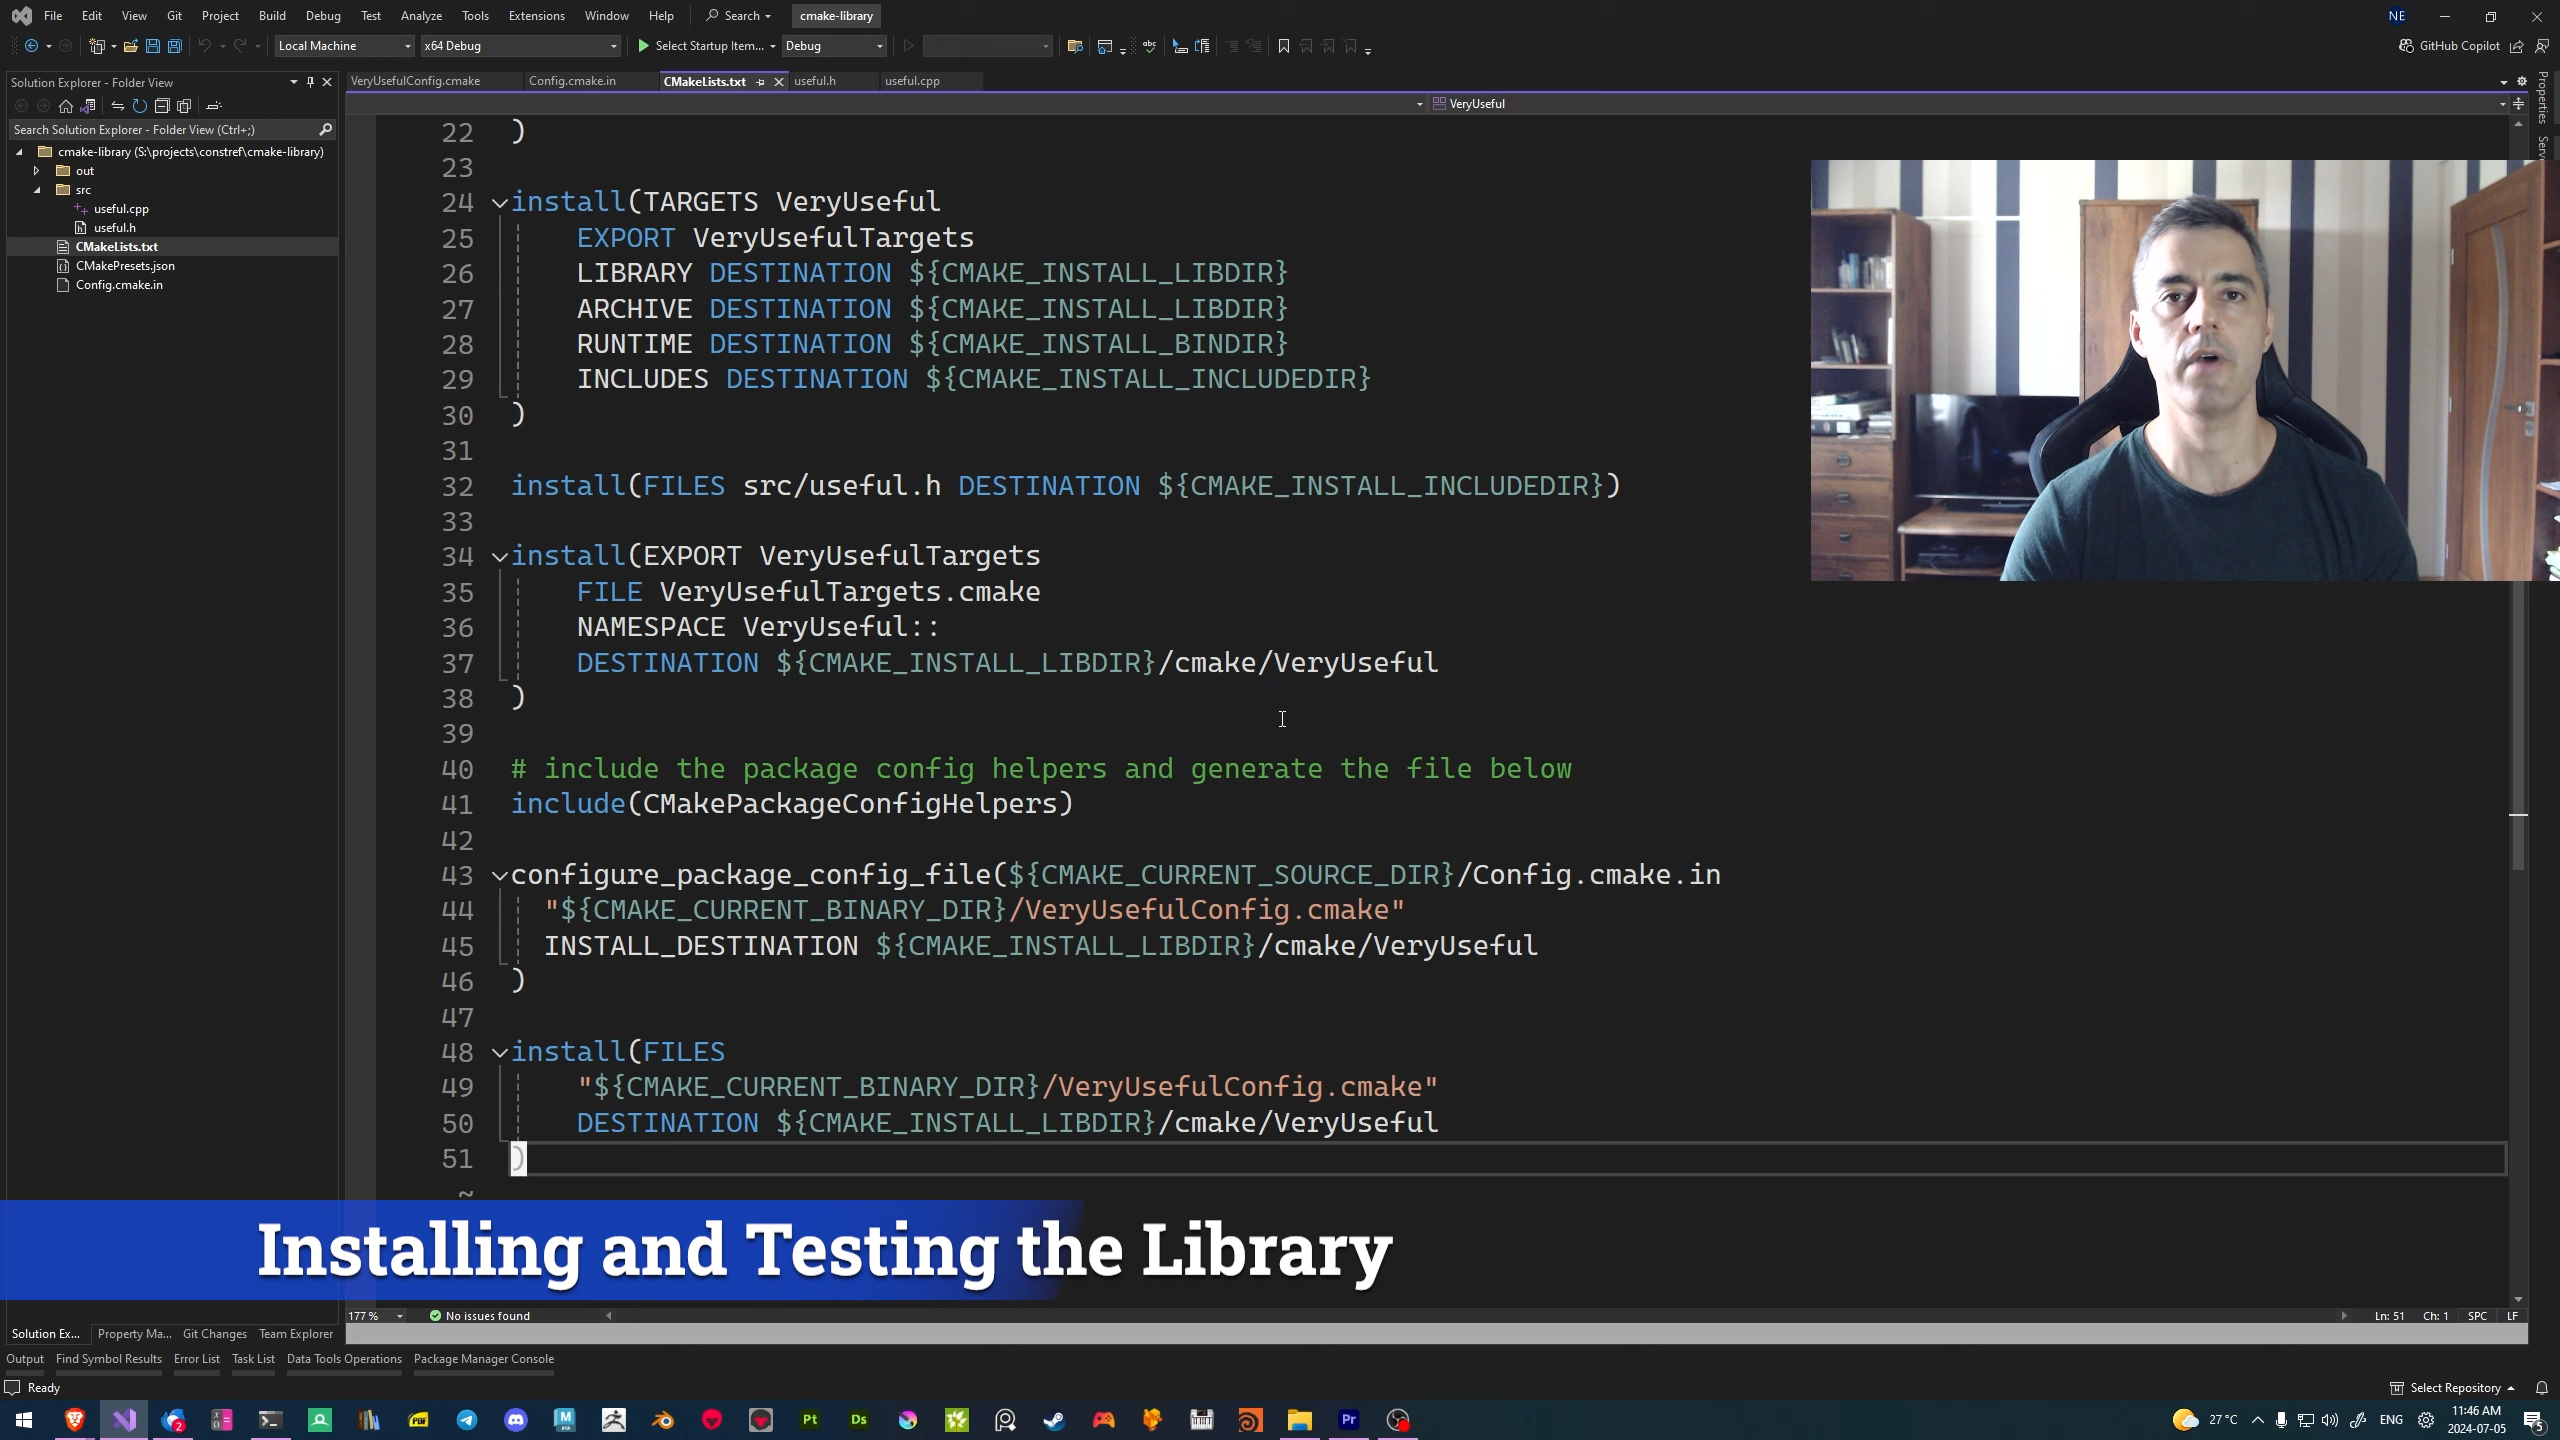 File Edit View Git Project Build Debug Test Analyze Tools Extensions Window Help Search cmake-library NE
Local Machine x64 Debug Select Startup Item... Debug GitHub Copilot
Solution Explorer - Folder View
Search Solution Explorer - Folder View (Ctrl+;)
cmake-library (S:\projects\constref\cmake-library)
out
src
useful.cpp
useful.h
CMakeLists.txt
CMakePresets.json
Config.cmake.in
VeryUsefulConfig.cmake Config.cmake.in CMakeLists.txt useful.h useful.cpp
VeryUseful
Properties
22 )
23
24 install(TARGETS VeryUseful
25 EXPORT VeryUsefulTargets
26 LIBRARY DESTINATION ${CMAKE_INSTALL_LIBDIR}
27 ARCHIVE DESTINATION ${CMAKE_INSTALL_LIBDIR}
28 RUNTIME DESTINATION ${CMAKE_INSTALL_BINDIR}
29 INCLUDES DESTINATION ${CMAKE_INSTALL_INCLUDEDIR}
30 )
31
32 install(FILES src/useful.h DESTINATION ${CMAKE_INSTALL_INCLUDEDIR})
33
34 install(EXPORT VeryUsefulTargets
35 FILE VeryUsefulTargets.cmake
36 NAMESPACE VeryUseful::
37 DESTINATION ${CMAKE_INSTALL_LIBDIR}/cmake/VeryUseful
38 )
39
40 # include the package config helpers and generate the file below
41 include(CMakePackageConfigHelpers)
42
43 configure_package_config_file(${CMAKE_CURRENT_SOURCE_DIR}/Config.cmake.in
44 "${CMAKE_CURRENT_BINARY_DIR}/VeryUsefulConfig.cmake"
45 INSTALL_DESTINATION ${CMAKE_INSTALL_LIBDIR}/cmake/VeryUseful
46 )
47
48 install(FILES
49 "${CMAKE_CURRENT_BINARY_DIR}/VeryUsefulConfig.cmake"
50 DESTINATION ${CMAKE_INSTALL_LIBDIR}/cmake/VeryUseful
51 )
~
Installing and Testing the Library
177 % No issues found Ln: 51 Ch: 1 SPC LF
Solution Ex... Property Ma... Git Changes Team Explorer
Output Find Symbol Results Error List Task List Data Tools Operations Package Manager Console
Ready Select Repository
27°C ENG 11:46 AM
2024-07-05